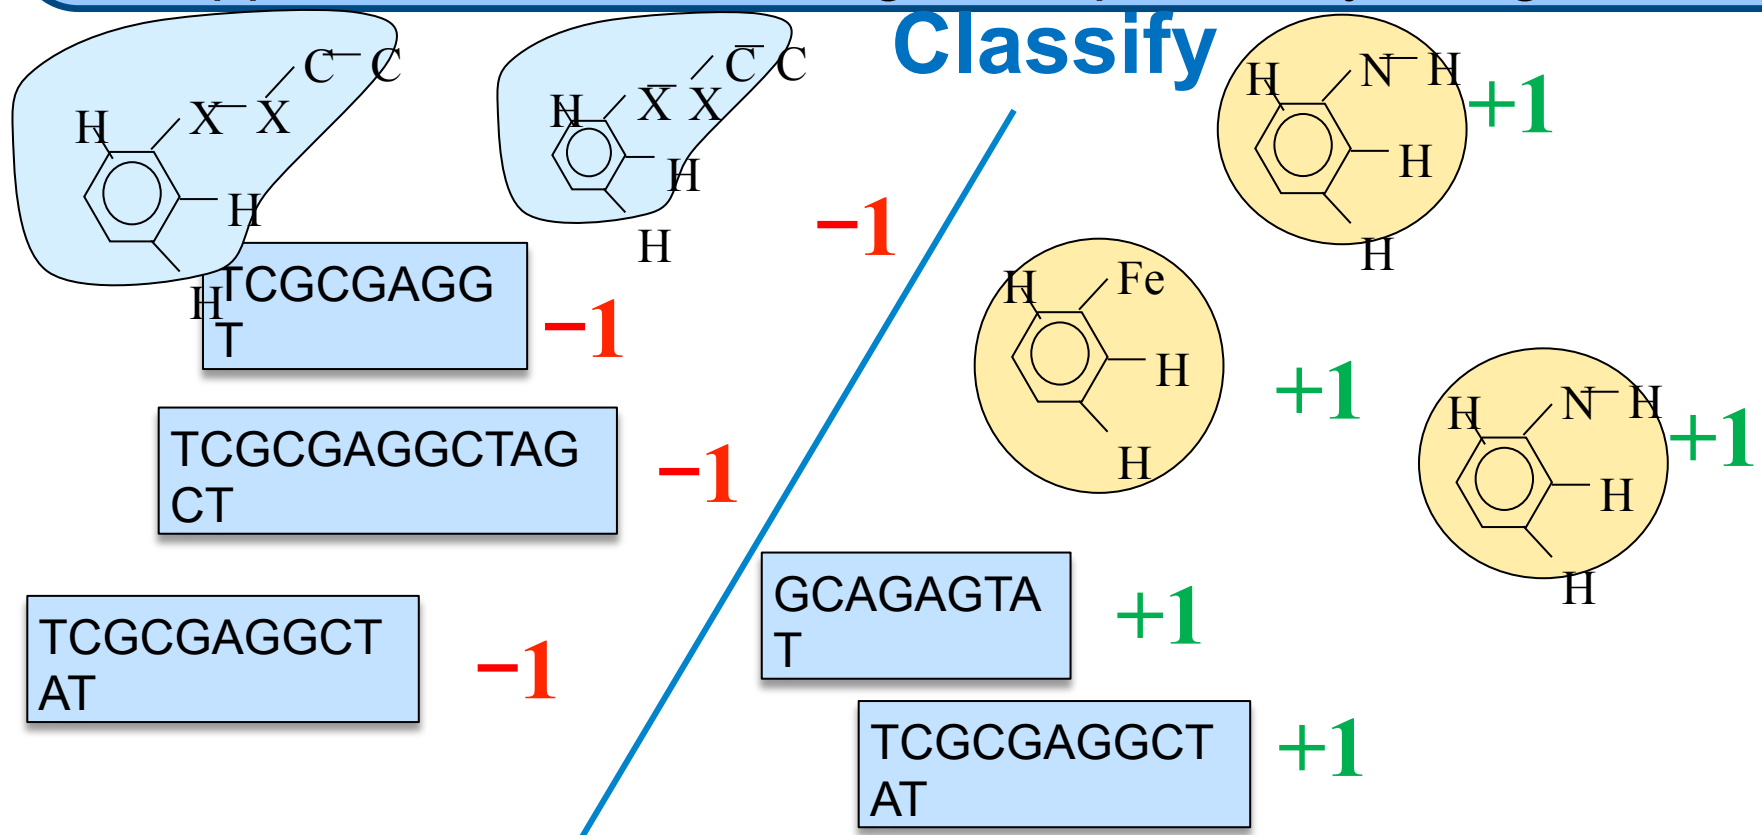 Classify
C C
X X
H
H
H
C C
X X
H
H
H
−1
N H
H
H
H
+1
TCGCGAGG
T
−1
Fe
H
H
H
+1
N H
H
H
H
+1
TCGCGAGGCTAG
CT
−1
TCGCGAGGCT
AT
−1
GCAGAGTA
T
+1
TCGCGAGGCT
AT
+1